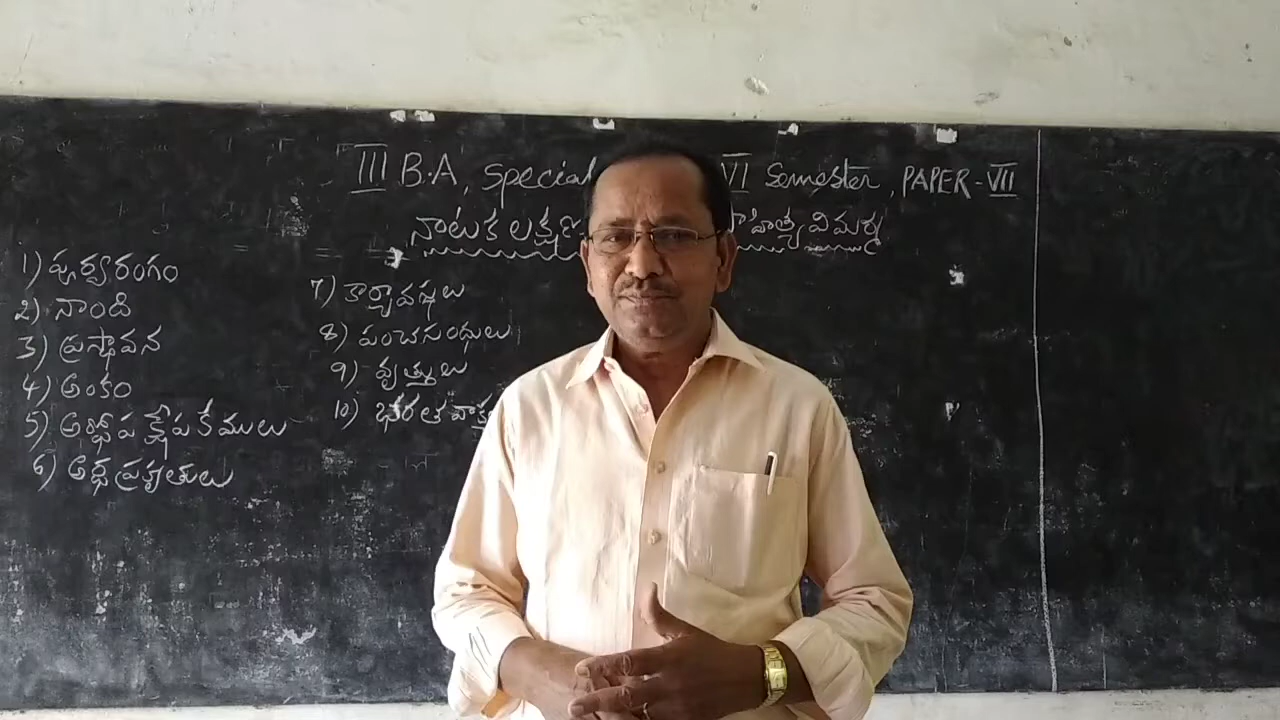 III B.A, Special VI Semester, PAPER-VII
నాటక లక్షణ సాహిత్య విమర్శ
1) పూర్వరంగం
2) నాంది
3) ప్రస్తావన
4) అంకం
5) అర్థోపక్షేపకేములు
6) అర్థప్రకృతులు
7) కార్యావస్థలు
8) పంచసంధులు
9) వృత్తులు
10) భరతవాక్య